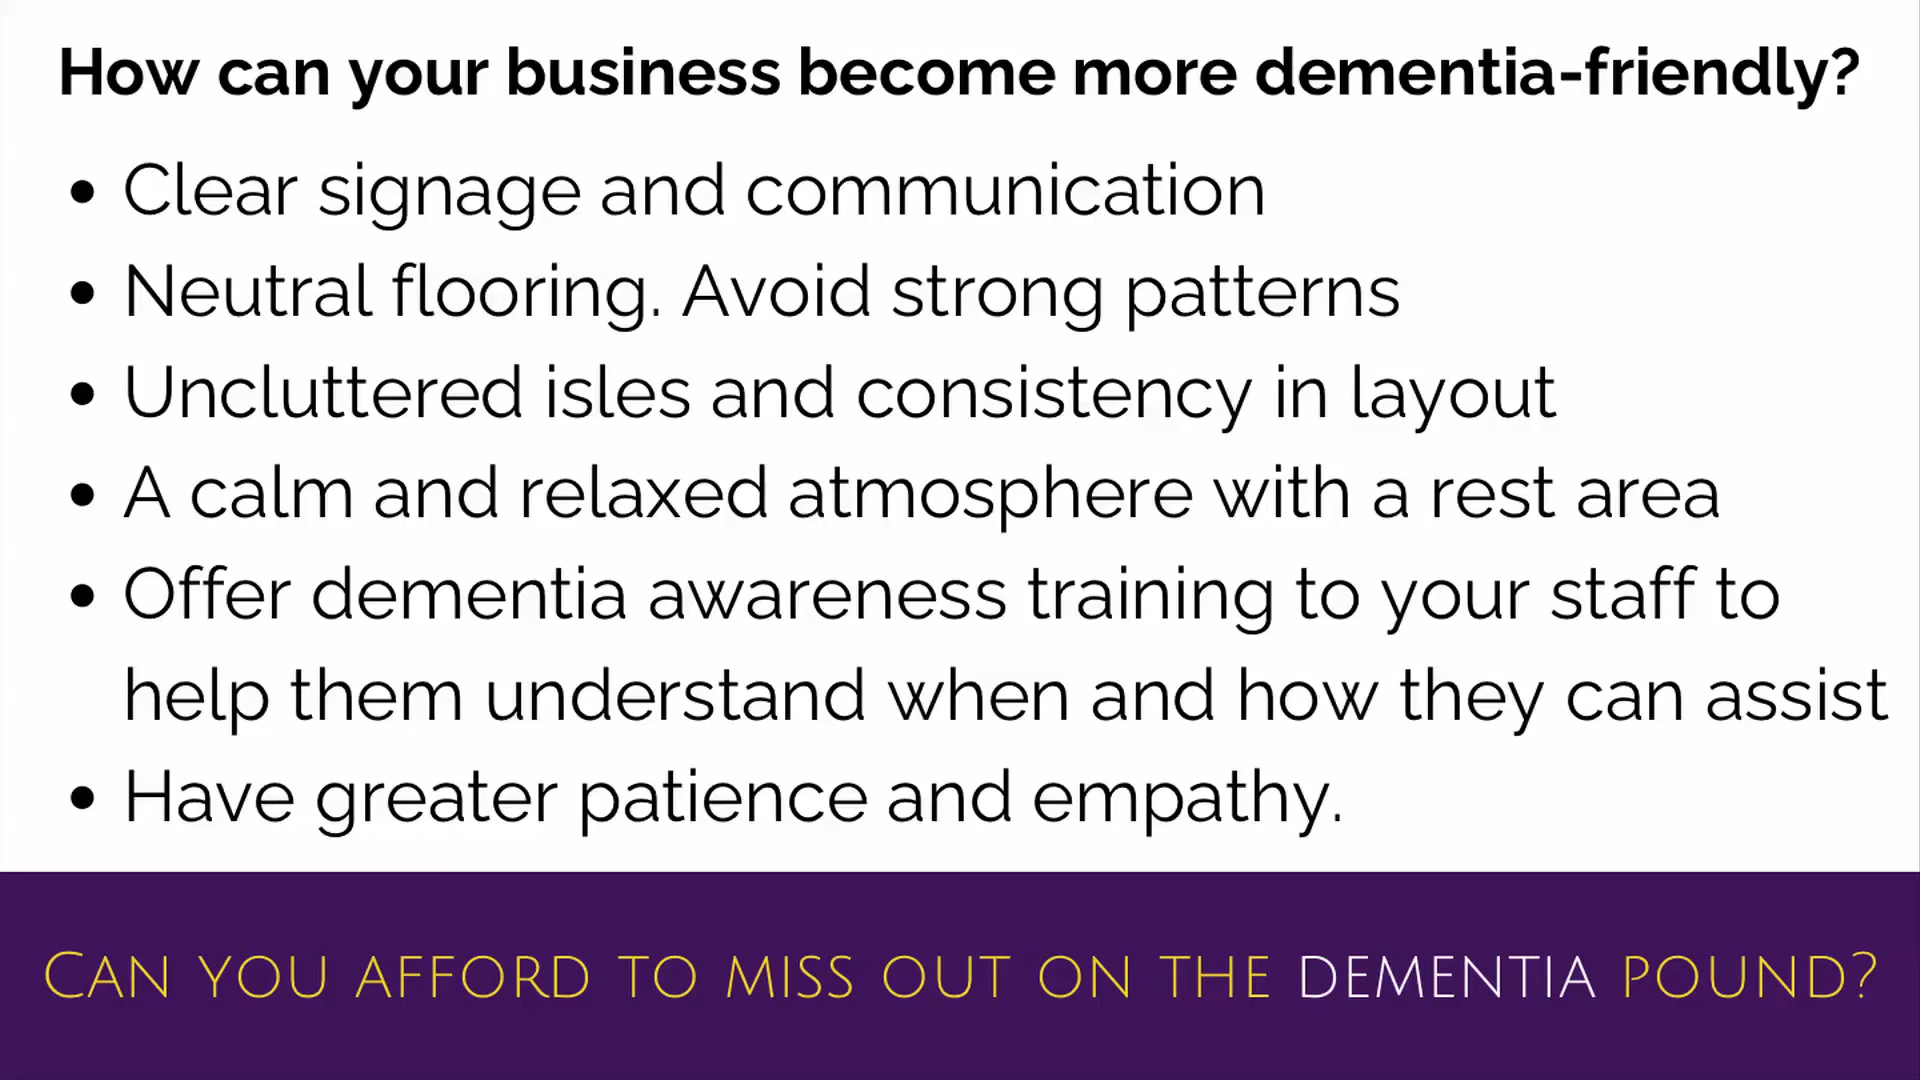 How can your business become more dementia-friendly?
• Clear signage and communication
• Neutral flooring. Avoid strong patterns
• Uncluttered isles and consistency in layout
• A calm and relaxed atmosphere with a rest area
• Offer dementia awareness training to your staff to
help them understand when and how they can assist
• Have greater patience and empathy.
CAN YOU AFFORD TO MISS OUT ON THE DEMENTIA POUND?